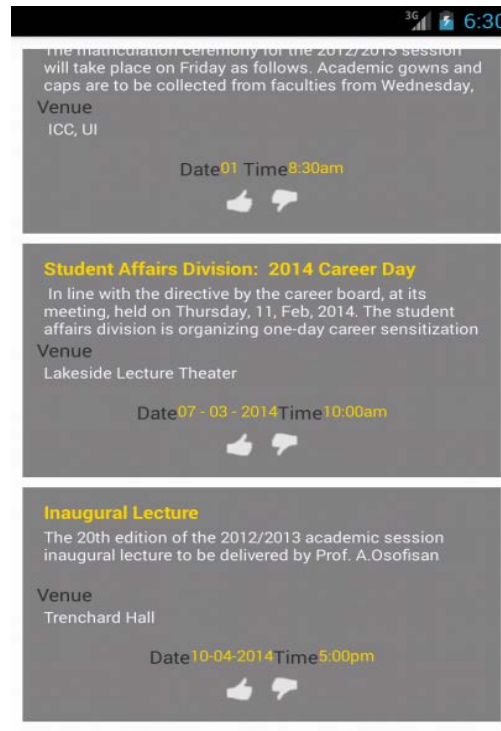 3G 6:30
The matriculation ceremony for the 2012/2013 session
will take place on Friday as follows. Academic gowns and
caps are to be collected from faculties from Wednesday,
Venue
ICC, UI
Date01 Time8:30am
Student Affairs Division: 2014 Career Day
In line with the directive by the career board, at its
meeting, held on Thursday, 11, Feb, 2014. The student
affairs division is organizing one-day career sensitization
Venue
Lakeside Lecture Theater
Date07 - 03 - 2014Time10:00am
Inaugural Lecture
The 20th edition of the 2012/2013 academic session
inaugural lecture to be delivered by Prof. A.Osofisan
Venue
Trenchard Hall
Date10-04-2014Time5:00pm